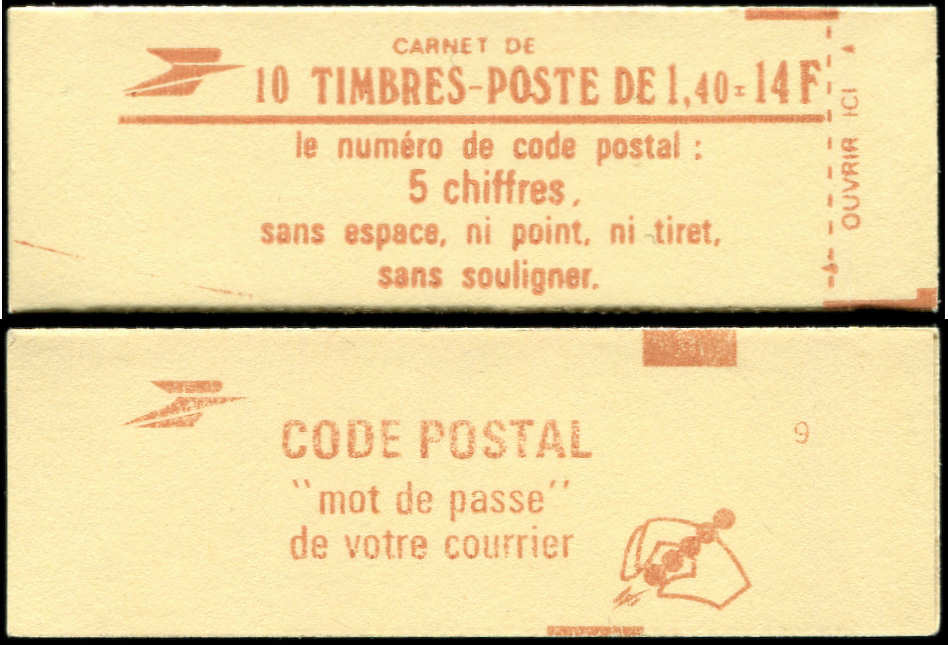 CARNET DE
10 TIMBRES-POSTE DE 1,40 = 14 F
le numéro de code postal :
5 chiffres,
sans espace, ni point, ni tiret,
sans souligner.
OUVRIR ICI
CODE POSTAL
"mot de passe"
de votre courrier
9